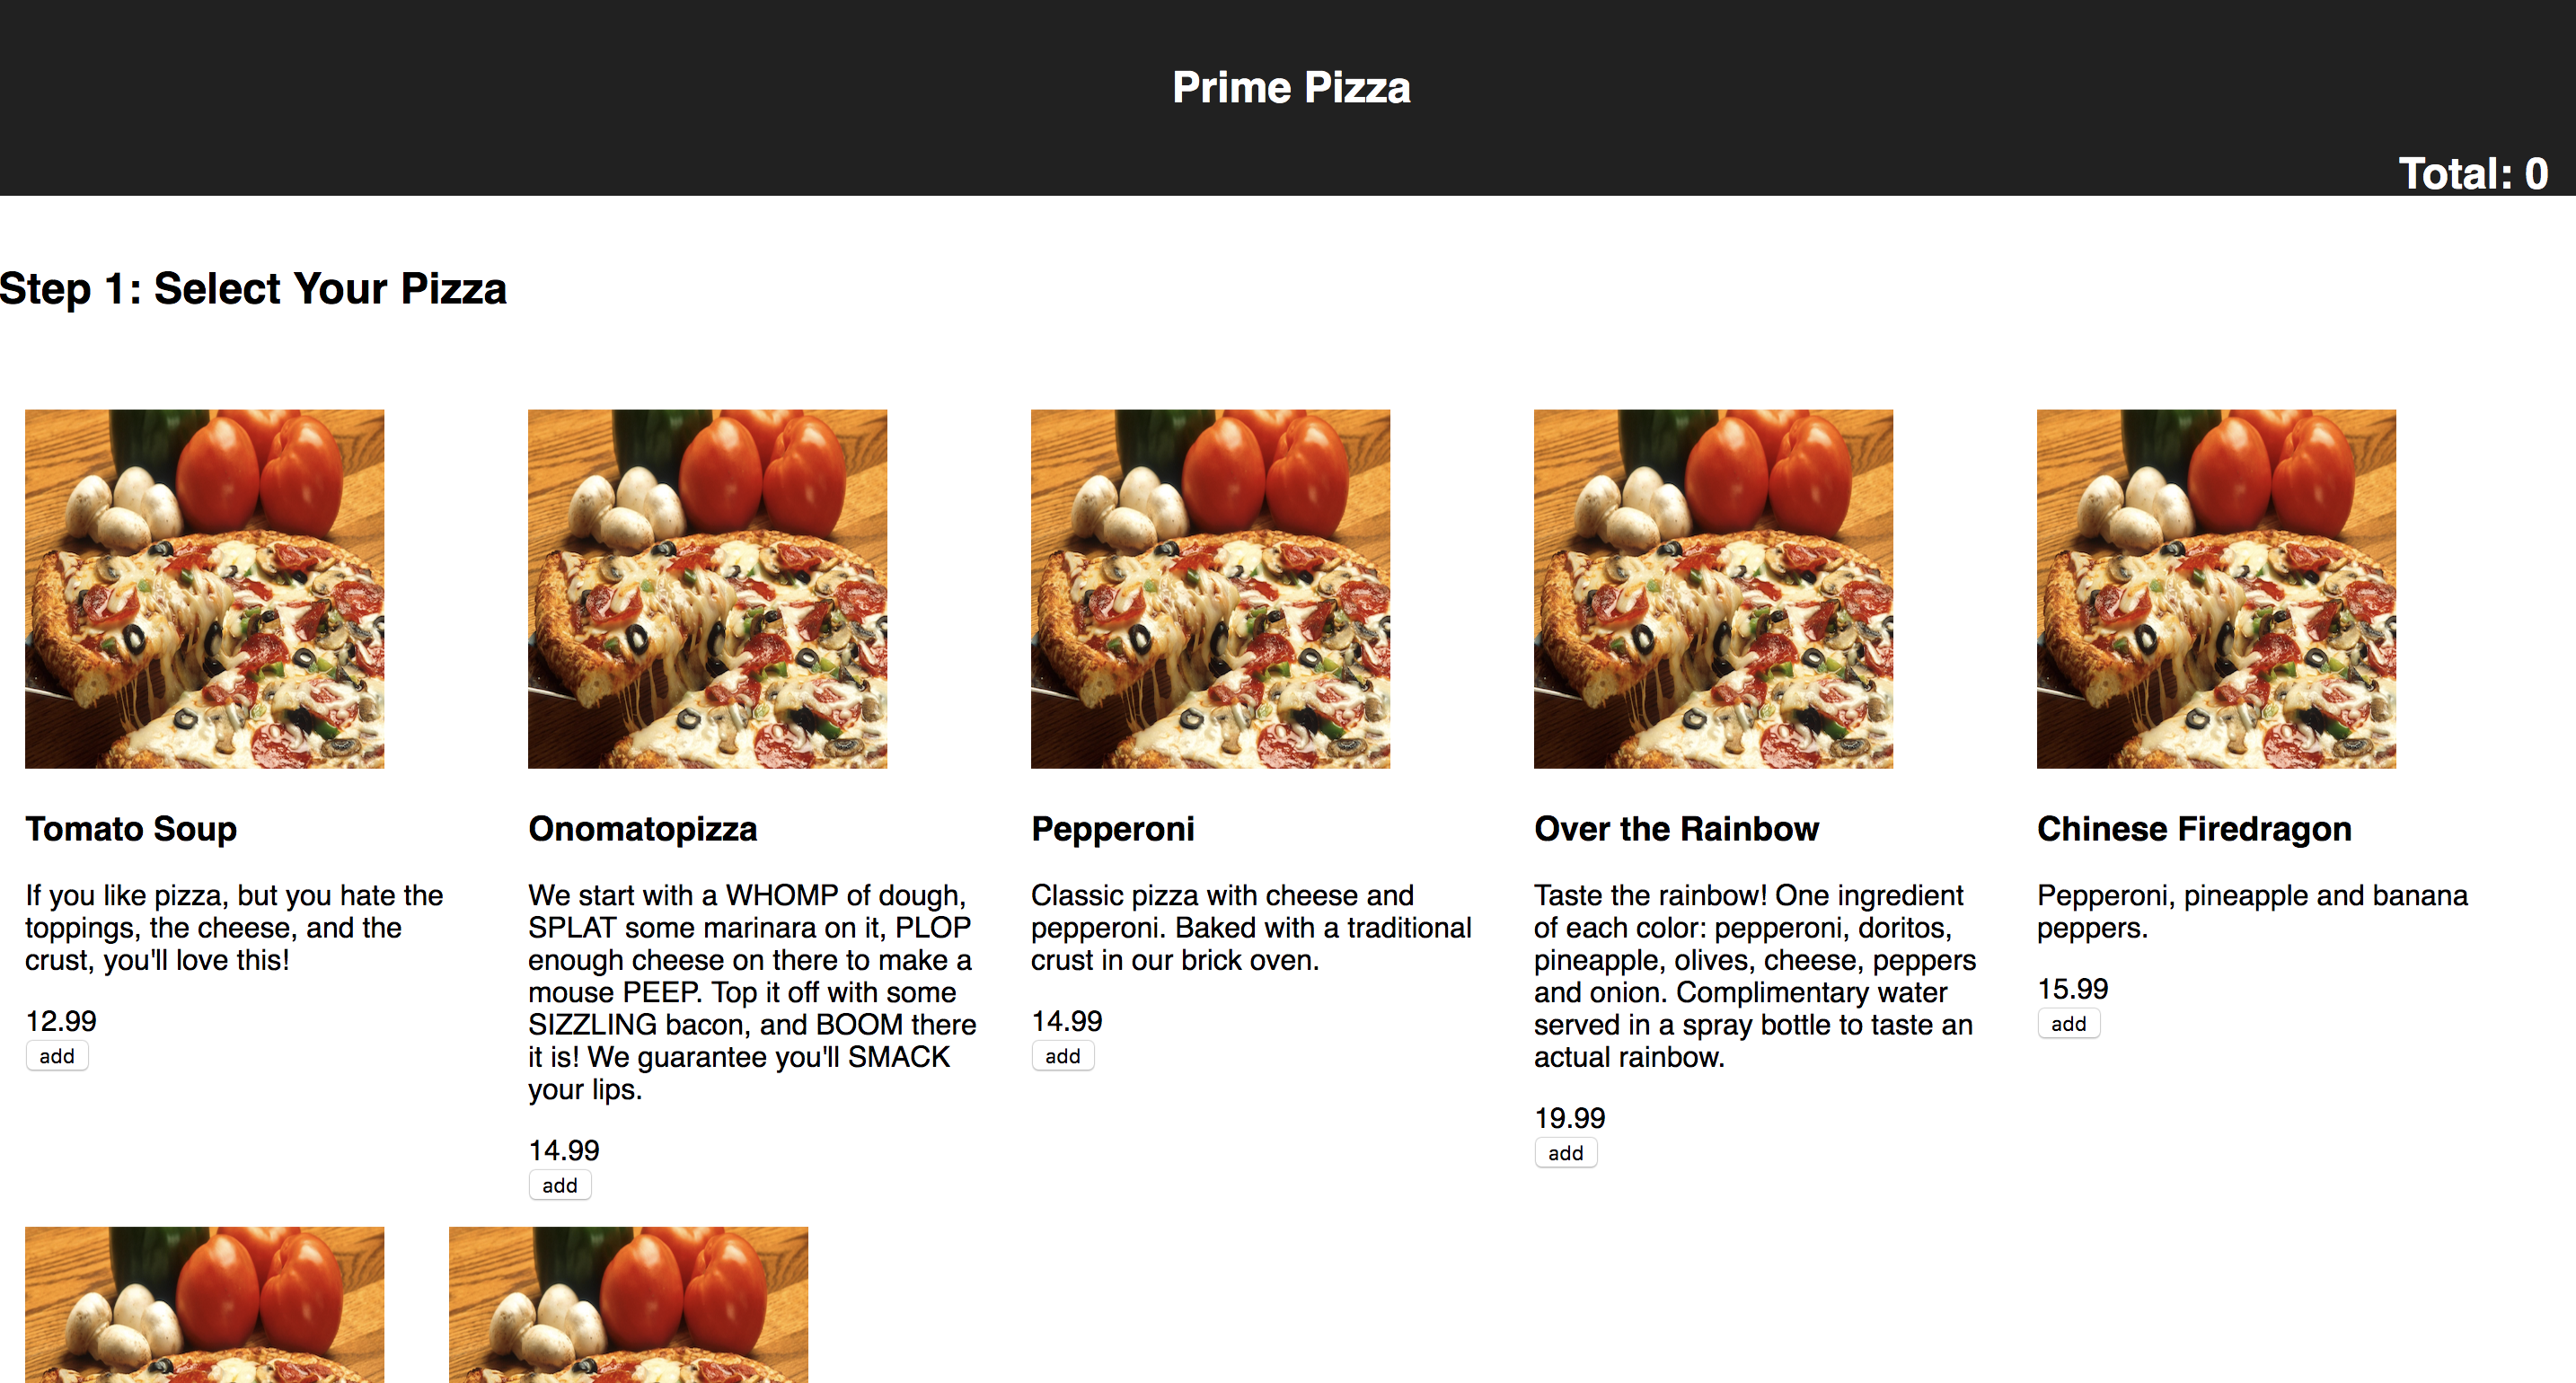 Prime Pizza
Total: 0
Step 1: Select Your Pizza
Tomato Soup
If you like pizza, but you hate the
toppings, the cheese, and the
crust, you'll love this!
12.99
add
Onomatopizza
We start with a WHOMP of dough,
SPLAT some marinara on it, PLOP
enough cheese on there to make a
mouse PEEP. Top it off with some
SIZZLING bacon, and BOOM there
it is! We guarantee you'll SMACK
your lips.
14.99
add
Pepperoni
Classic pizza with cheese and
pepperoni. Baked with a traditional
crust in our brick oven.
14.99
add
Over the Rainbow
Taste the rainbow! One ingredient
of each color: pepperoni, doritos,
pineapple, olives, cheese, peppers
and onion. Complimentary water
served in a spray bottle to taste an
actual rainbow.
19.99
add
Chinese Firedragon
Pepperoni, pineapple and banana
peppers.
15.99
add